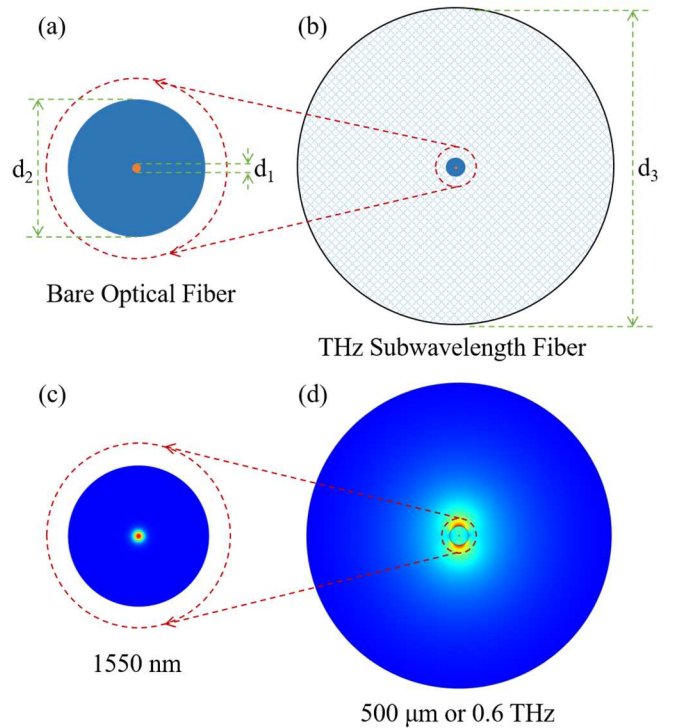 (a)
(b)
d₂
d₁
d₃
Bare Optical Fiber
THz Subwavelength Fiber
(c)
(d)
1550 nm
500 μm or 0.6 THz